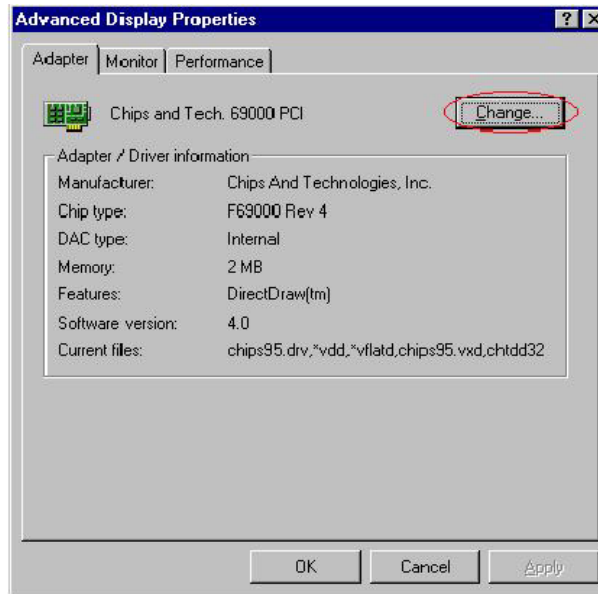 Advanced Display Properties
Adapter Monitor Performance
Chips and Tech. 69000 PCI Change...
Adapter / Driver information
Manufacturer: Chips And Technologies, Inc.
Chip type: F69000 Rev 4
DAC type: Internal
Memory: 2 MB
Features: DirectDraw(tm)
Software version: 4.0
Current files: chips95.drv,*vdd,*vflatd,chips95.vxd,chtdd32
OK Cancel Apply